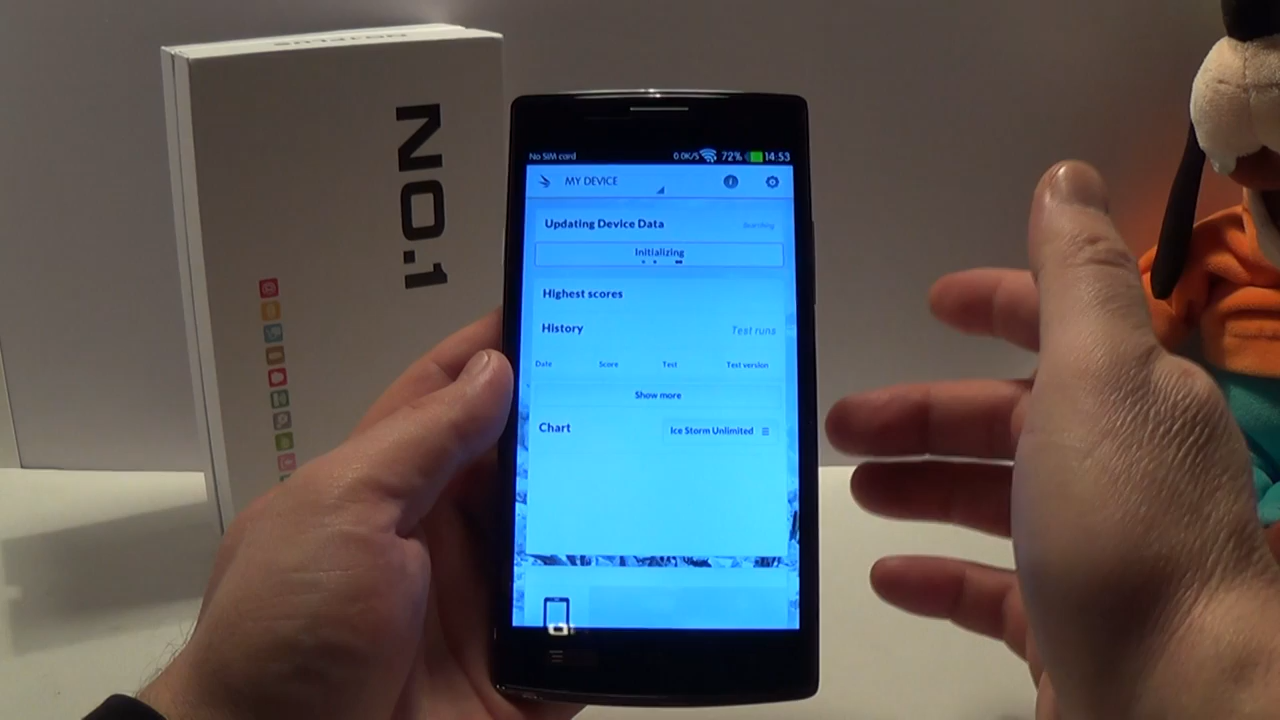 NO.1
No SIM card 0.0K/S 72% 14:53
MY DEVICE
Updating Device Data Searching
Initializing
Highest scores
History Test runs
Date Score Test Test version
Show more
Chart Ice Storm Unlimited